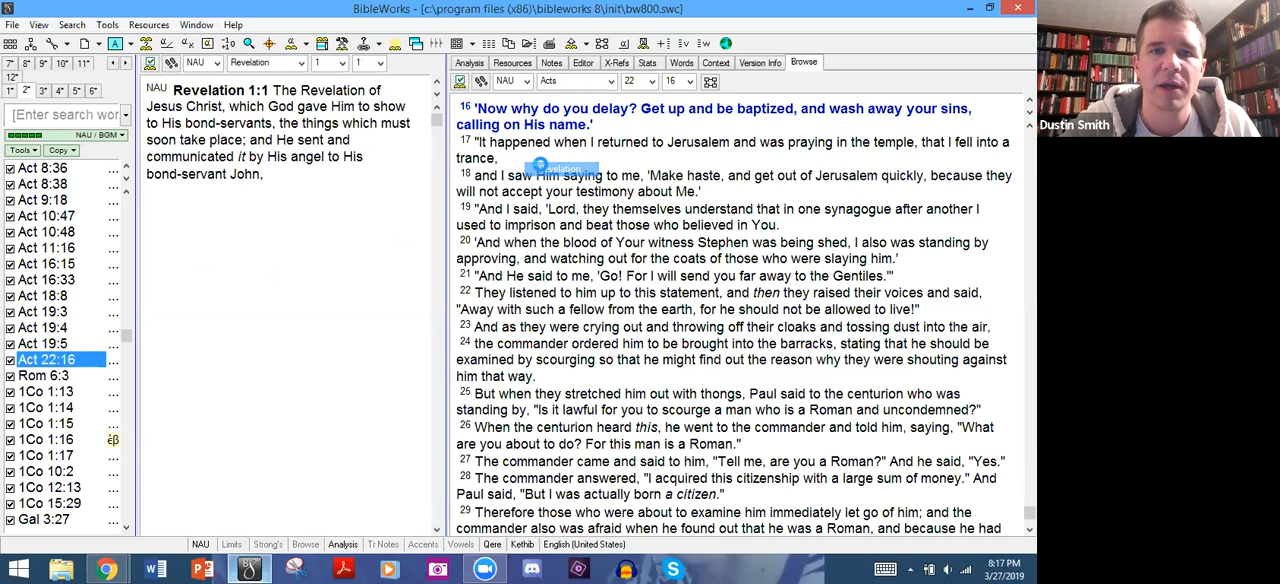 BibleWorks - [c:\program files (x86)\bibleworks 8\init\bw800.swc]
File View Search Text Tools Resources Window Help
7° 8° 9° 10° 11°
12°
1° 2° 3° 4° 5° 6°
[Enter search wor
NAU / BGM
Tools Copy
Act 8:36 ...
Act 8:38 ...
Act 9:18 ...
Act 10:47 ...
Act 10:48 ...
Act 11:16 ...
Act 16:15 ...
Act 16:33 ...
Act 18:8 ...
Act 19:3 ...
Act 19:4 ...
Act 19:5 ...
Act 22:16 ...
Rom 6:3 ...
1Co 1:13 ...
1Co 1:14 ...
1Co 1:15 ...
1Co 1:16
1Co 1:17 ...
1Co 10:2 ...
1Co 12:13 ...
1Co 15:29 ...
Gal 3:27 ...
NAU Revelation 1 1
NAU Revelation 1:1 The Revelation of
Jesus Christ, which God gave Him to show
to His bond-servants, the things which must
soon take place; and He sent and
communicated it by His angel to His
bond-servant John,
Analysis Resources Notes Editor X-Refs Stats Words Context Version Info Browse
NAU Acts 22 16
16 'Now why do you delay? Get up and be baptized, and wash away your sins,
calling on His name.'
17 "It happened when I returned to Jerusalem and was praying in the temple, that I fell into a
trance,
Revelation
18 and I saw Him saying to me, 'Make haste, and get out of Jerusalem quickly, because they
will not accept your testimony about Me.'
19 "And I said, 'Lord, they themselves understand that in one synagogue after another I
used to imprison and beat those who believed in You.
20 'And when the blood of Your witness Stephen was being shed, I also was standing by
approving, and watching out for the coats of those who were slaying him.'
21 "And He said to me, 'Go! For I will send you far away to the Gentiles.'"
22 They listened to him up to this statement, and then they raised their voices and said,
"Away with such a fellow from the earth, for he should not be allowed to live!"
23 And as they were crying out and throwing off their cloaks and tossing dust into the air,
24 the commander ordered him to be brought into the barracks, stating that he should be
examined by scourging so that he might find out the reason why they were shouting against
him that way.
25 But when they stretched him out with thongs, Paul said to the centurion who was
standing by, "Is it lawful for you to scourge a man who is a Roman and uncondemned?"
26 When the centurion heard this, he went to the commander and told him, saying, "What
are you about to do? For this man is a Roman."
27 The commander came and said to him, "Tell me, are you a Roman?" And he said, "Yes."
28 The commander answered, "I acquired this citizenship with a large sum of money." And
Paul said, "But I was actually born a citizen."
29 Therefore those who were about to examine him immediately let go of him; and the
commander also was afraid when he found out that he was a Roman, and because he had
NAU Limits Strong's Browse Analysis Tr Notes Accents Vowels Qere Kethib English (United States)
8:17 PM
3/27/2019
Dustin Smith